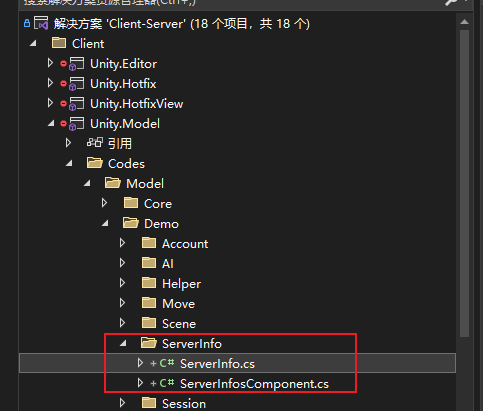 搜索解决方案资源管理器(Ctrl+;)
解决方案 'Client-Server' (18 个项目，共 18 个)
Client
Unity.Editor
Unity.Hotfix
Unity.HotfixView
Unity.Model
引用
Codes
Model
Core
Demo
Account
AI
Helper
Move
Scene
ServerInfo
+ C# ServerInfo.cs
+ C# ServerInfosComponent.cs
Session